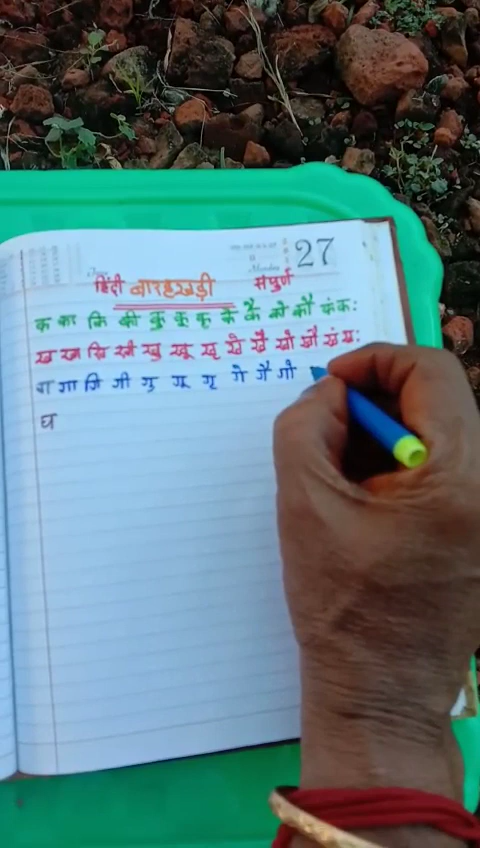 27
हिंदी बारहखड़ी संपुर्ण
क का कि की कु कू कृ के कै को कौ कं कः
ख खा खि खी खु खू खृ खे खै खो खौ खं खः
ग गा गि गी गु गू गृ गे गै गो
घ